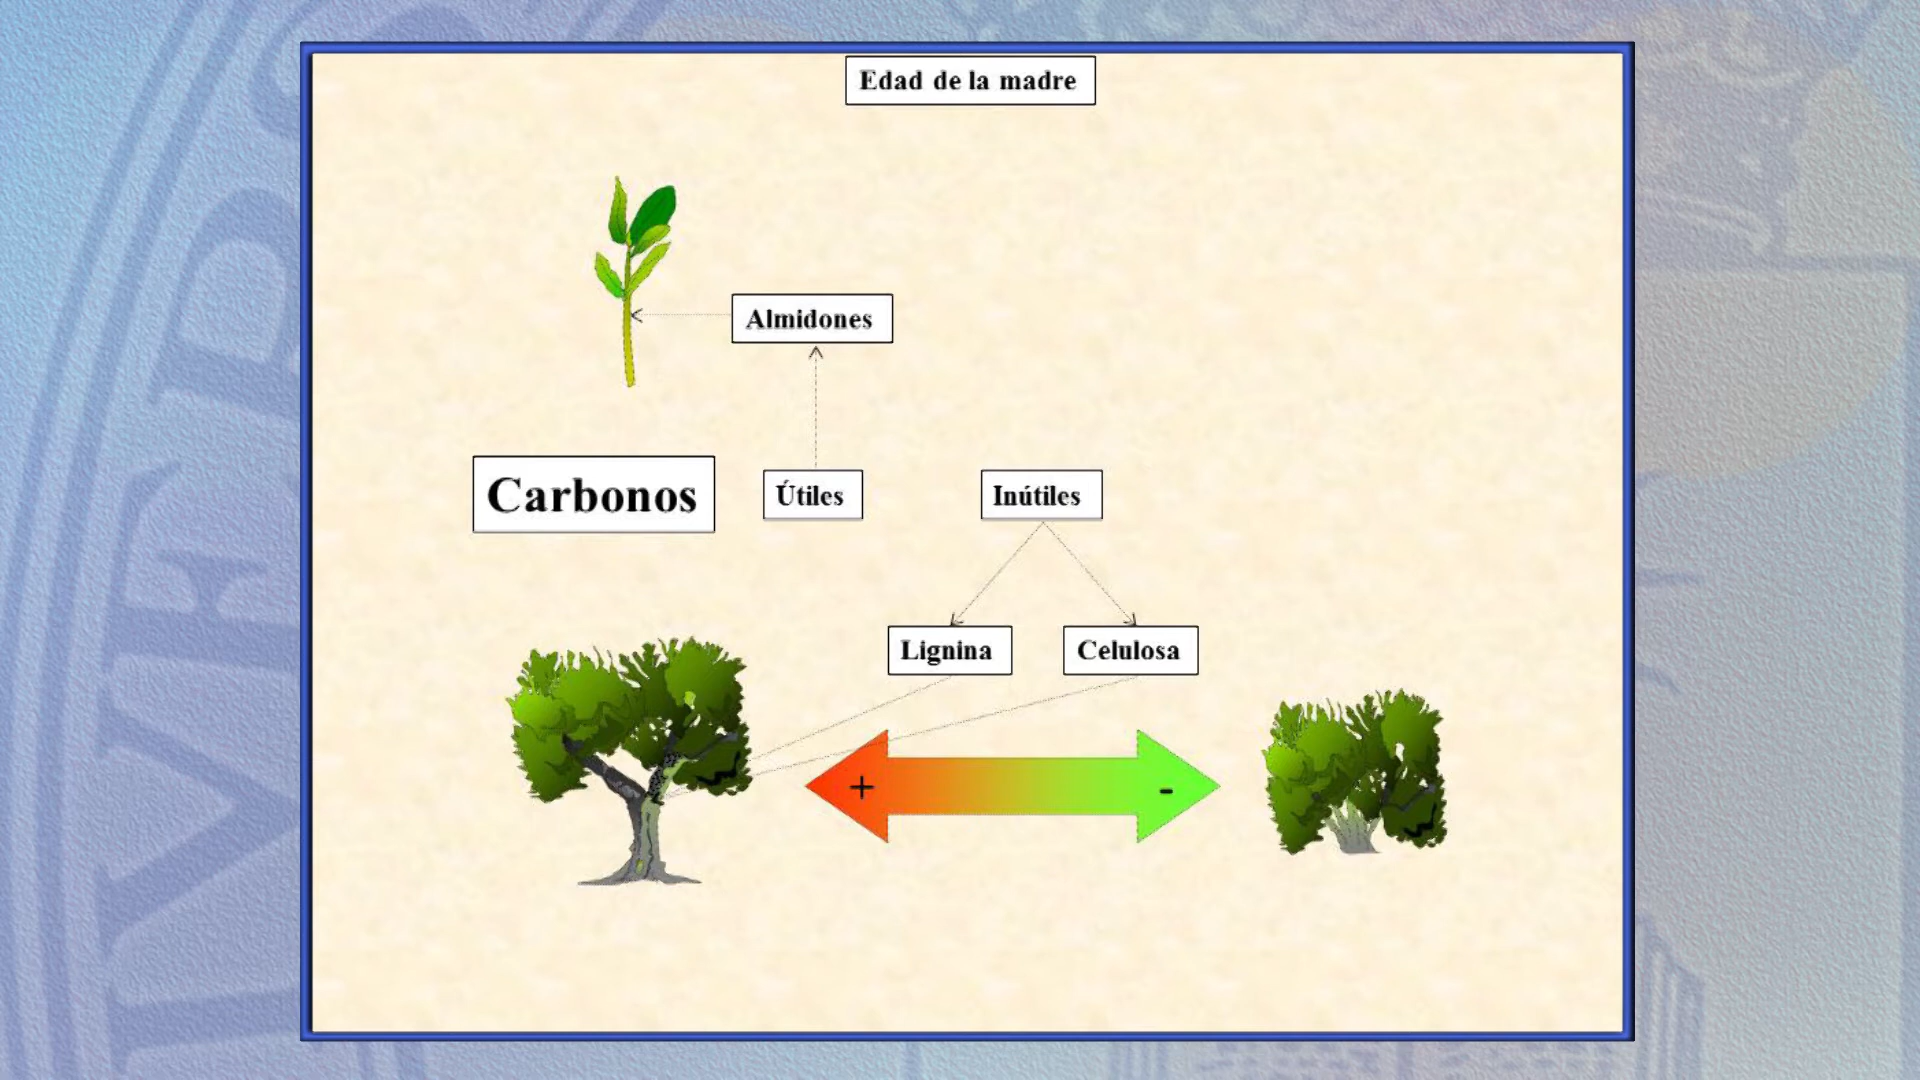 Edad de la madre
Almidones
Carbonos
Útiles
Inútiles
Lignina
Celulosa
+
-